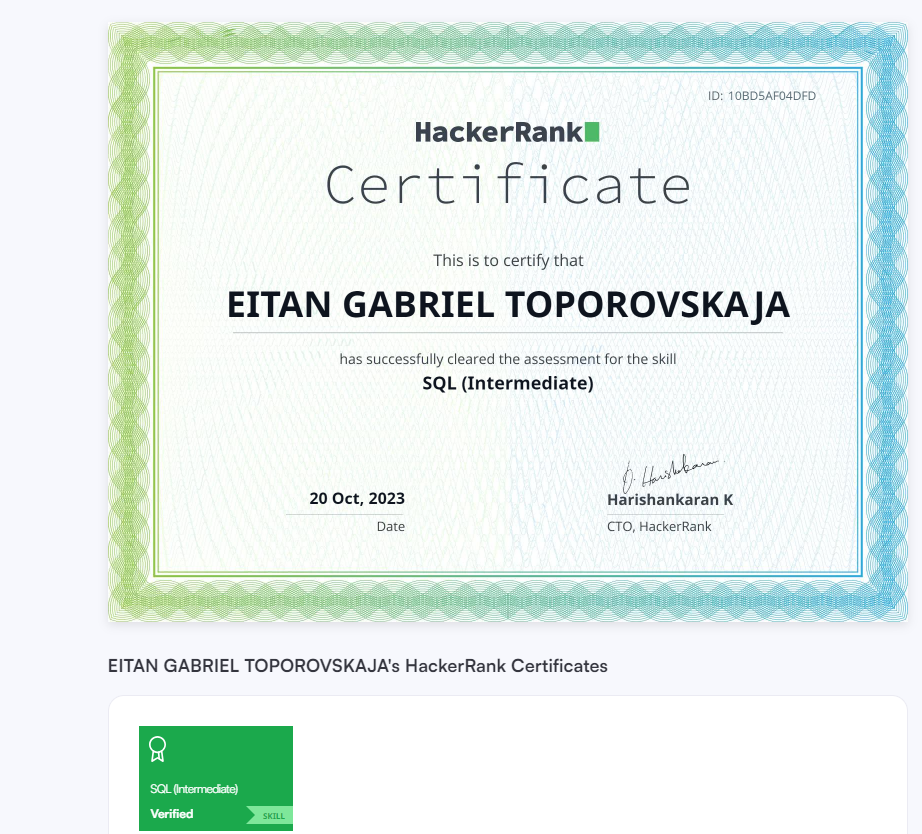 ID: 10BD5AF04DFD
HackerRank
Certificate
This is to certify that
EITAN GABRIEL TOPOROVSKAJA
has successfully cleared the assessment for the skill
SQL (Intermediate)
20 Oct, 2023
Date
Harishankaran K
CTO, HackerRank
EITAN GABRIEL TOPOROVSKAJA's HackerRank Certificates
SQL (Intermediate)
Verified
SKILL